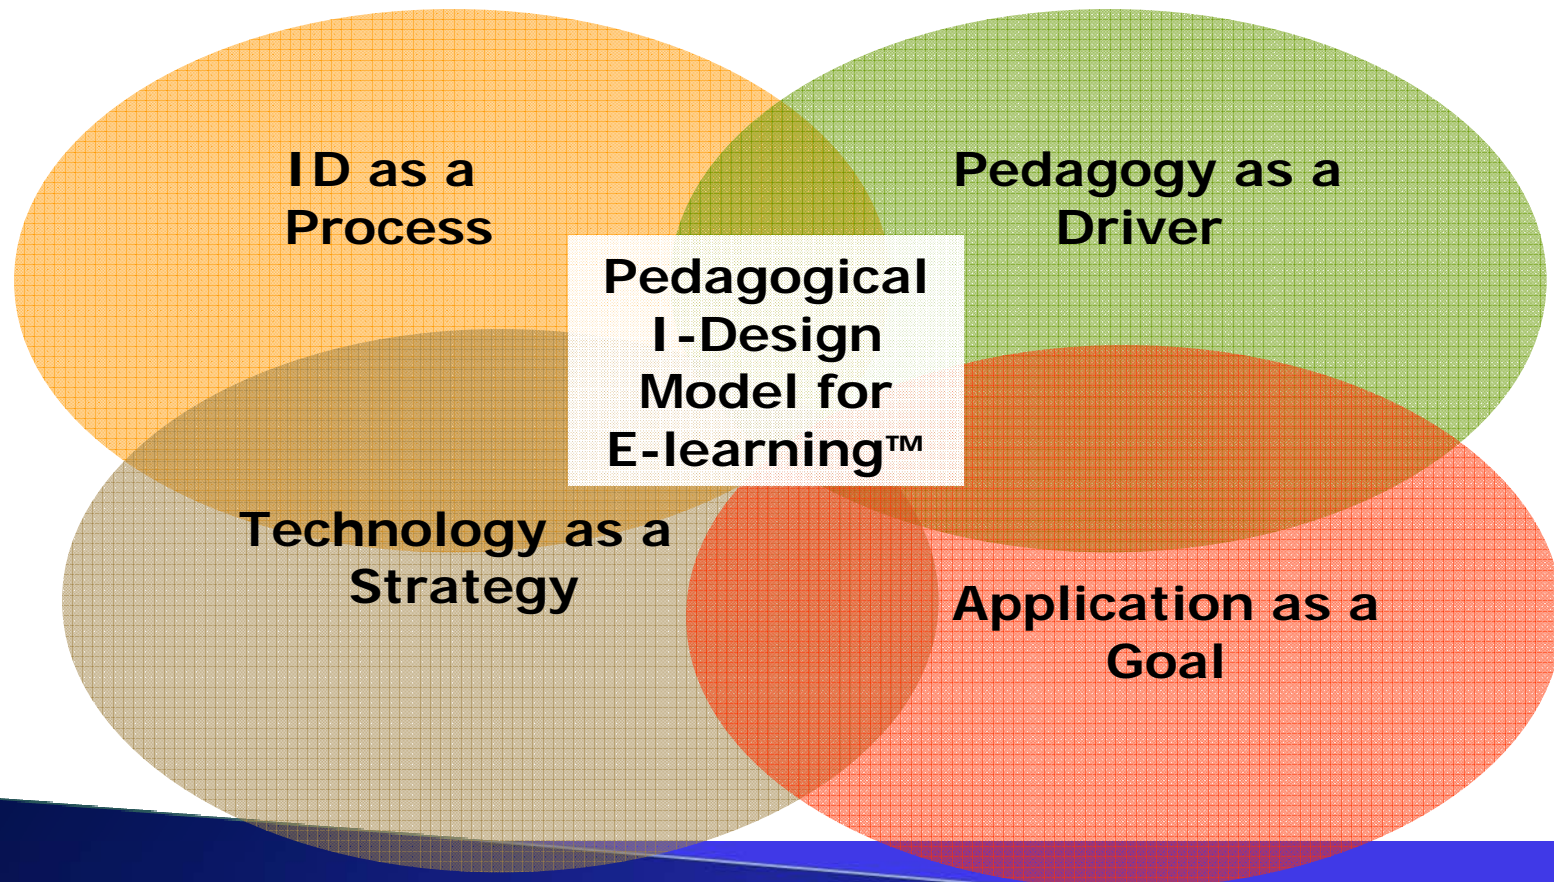 ID as a
Process
Pedagogy as a
Driver
Pedagogical
I-Design
Model for
E-learning™
Technology as a
Strategy
Application as a
Goal